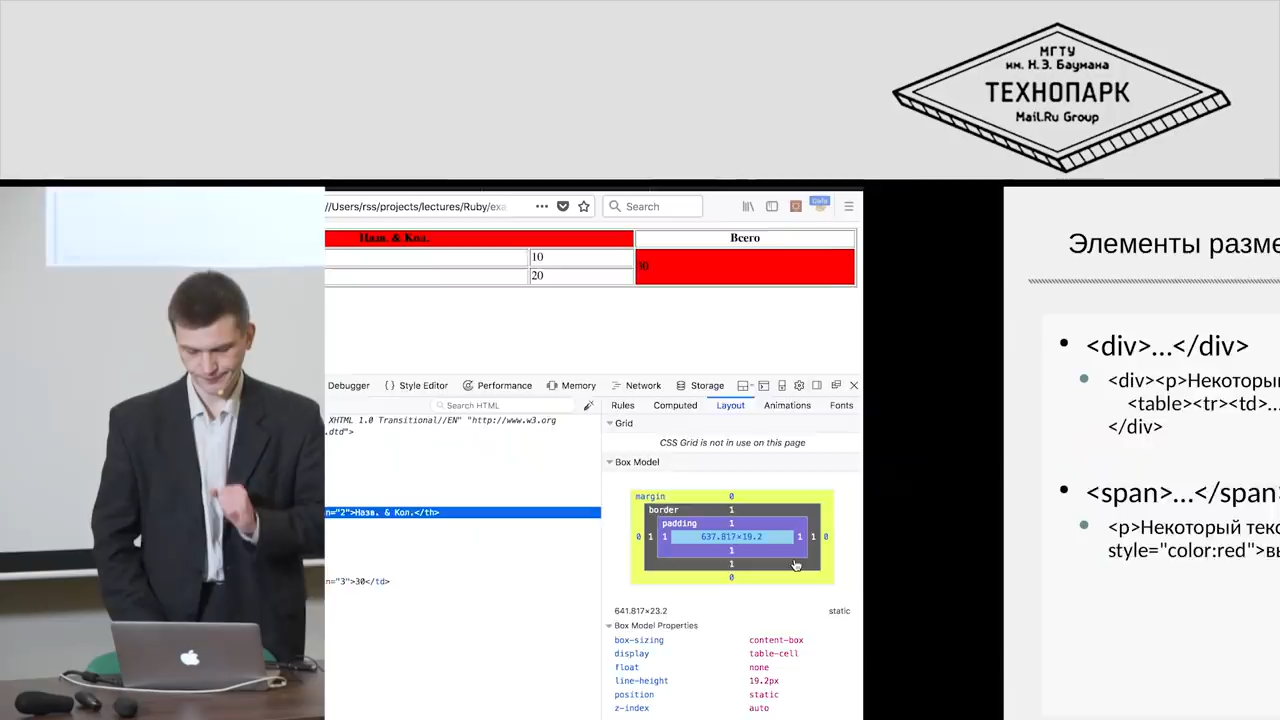 МГТУ
им. Н.Э. Баумана
ТЕХНОПАРК
Mail.Ru Group
//Users/rss/projects/lectures/Ruby/exa
Search
Safe
Назв. & Кол.
Всего
10
20
30
Debugger
Style Editor
Performance
Memory
Network
Storage
Search HTML
Rules
Computed
Layout
Animations
Fonts
XHTML 1.0 Transitional//EN" "http://www.w3.org
.dtd">
n="2">Назв. & Кол.</th>
n="3">30</td>
Grid
CSS Grid is not in use on this page
Box Model
margin
0
border
1
padding
1
0 1 1 637.817×19.2 1 1 0
1
1
0
641.817×23.2
static
Box Model Properties
box-sizing content-box
display table-cell
float none
line-height 19.2px
position static
z-index auto
Элементы разме
• <div>...</div>
• <div><p>Некоторы
<table><tr><td>...
</div>
• <span>...</span
• <p>Некоторый текс
style="color:red">вы